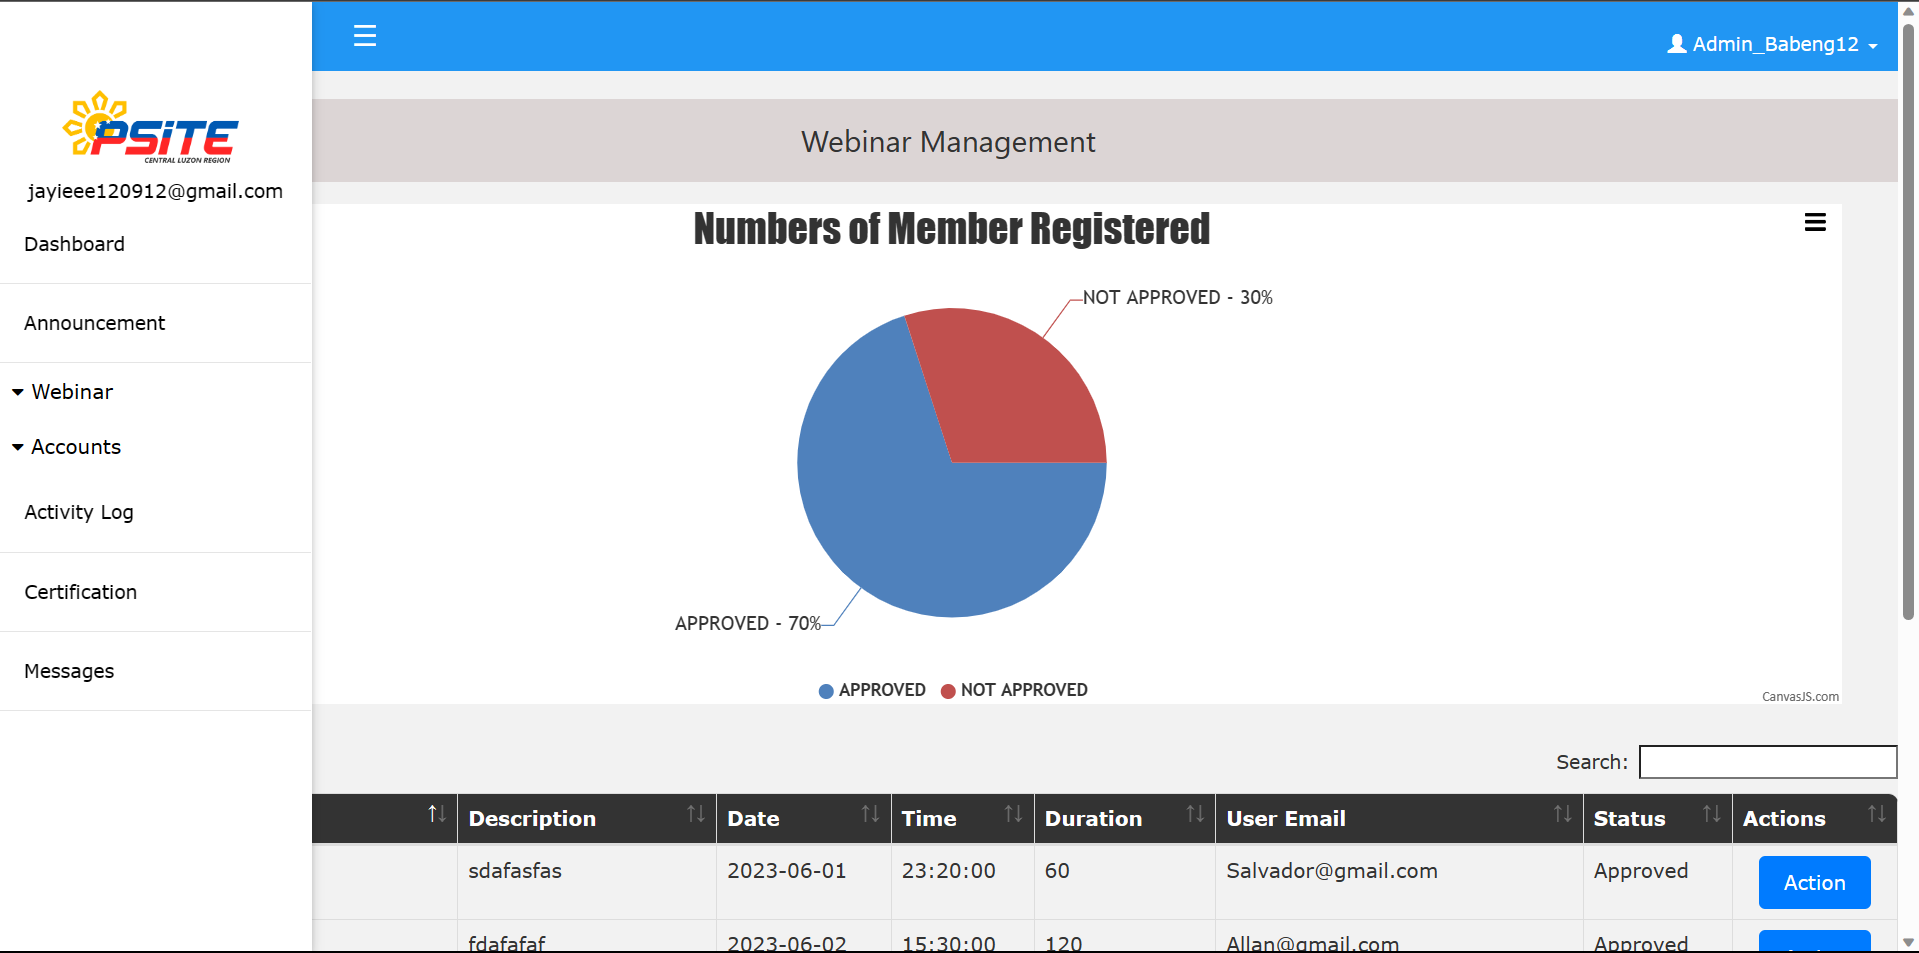 ☰
Admin_Babeng12
PSITE
CENTRAL LUZON REGION
jayieee120912@gmail.com
Dashboard
Announcement
Webinar
Accounts
Activity Log
Certification
Messages
Webinar Management
Numbers of Member Registered
NOT APPROVED - 30%
APPROVED - 70%
APPROVED NOT APPROVED
CanvasJS.com
Search:
Description Date Time Duration User Email Status Actions
sdafasfas 2023-06-01 23:20:00 60 Salvador@gmail.com Approved Action
fdafafaf 2023-06-02 15:30:00 120 Allan@gmail.com Approved